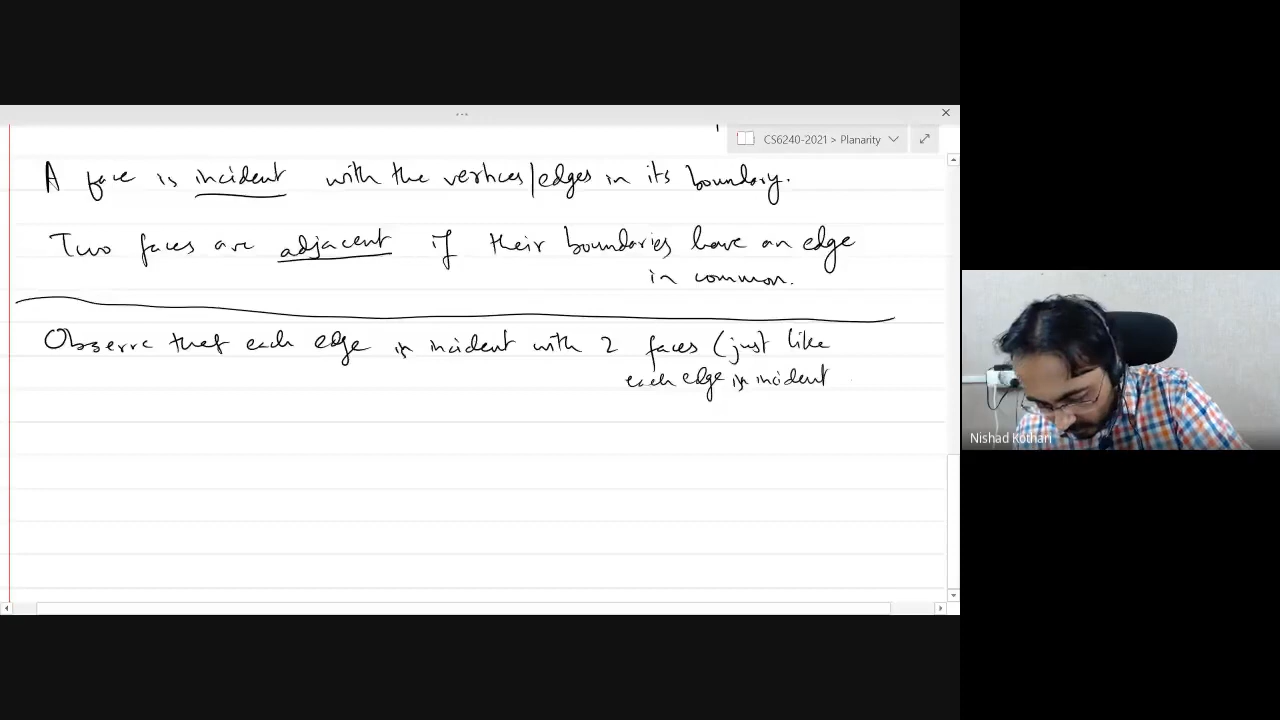 CS6240-2021 > Planarity
A face is incident with the vertices/edges in its boundary.
Two faces are adjacent if their boundaries have an edge
in common.
Observe that each edge is incident with 2 faces (just like
each edge is incident
Nishad Kothari